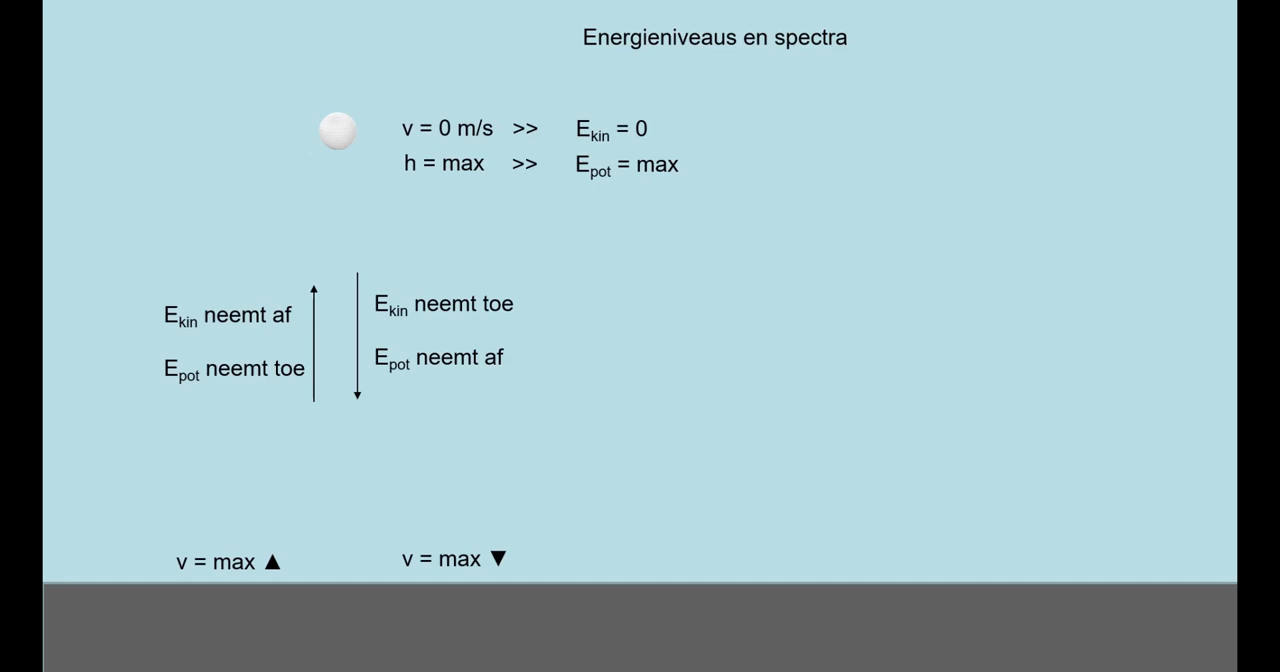 Energieniveaus en spectra
v = 0 m/s >> Ekin = 0
h = max >> Epot = max
Ekin neemt af
Epot neemt toe
Ekin neemt toe
Epot neemt af
v = max ▲
v = max ▼